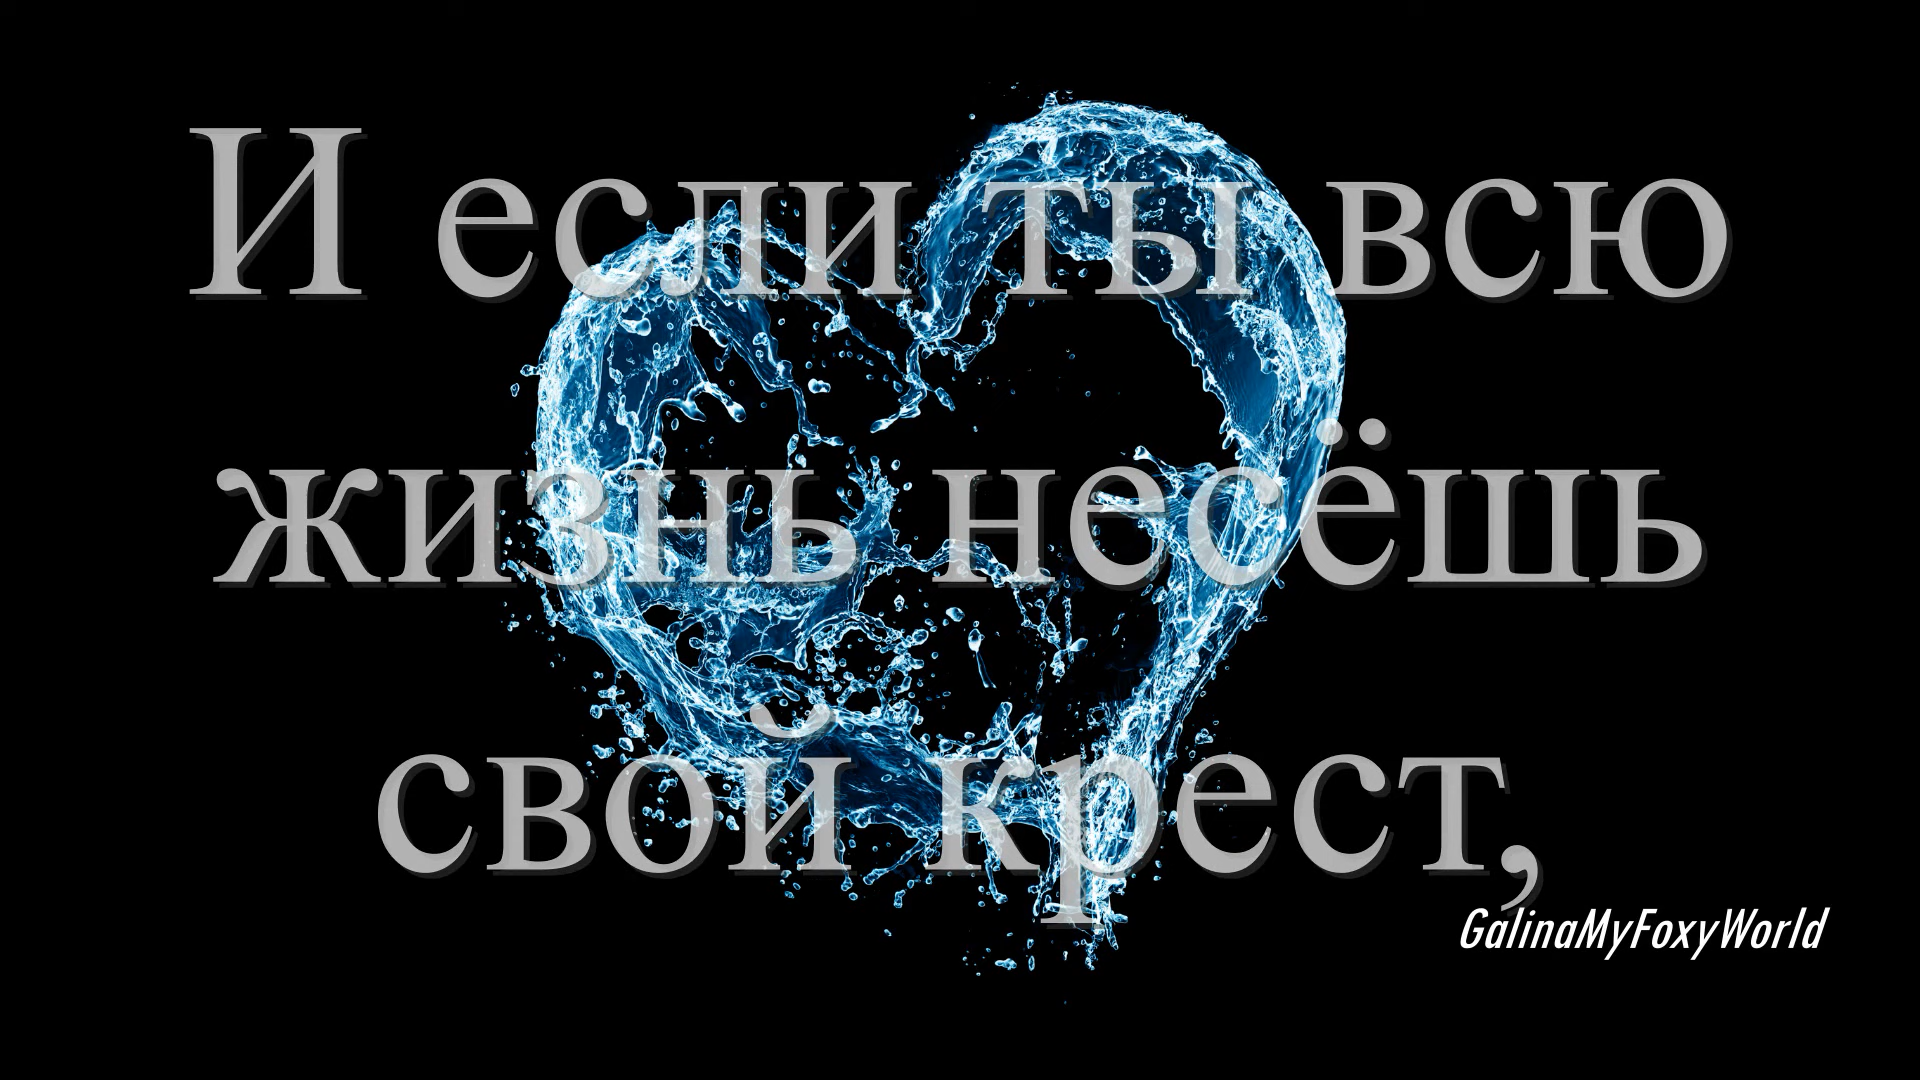 И если ты всю
жизнь несёшь
свой крест,
GalinaMyFoxyWorld